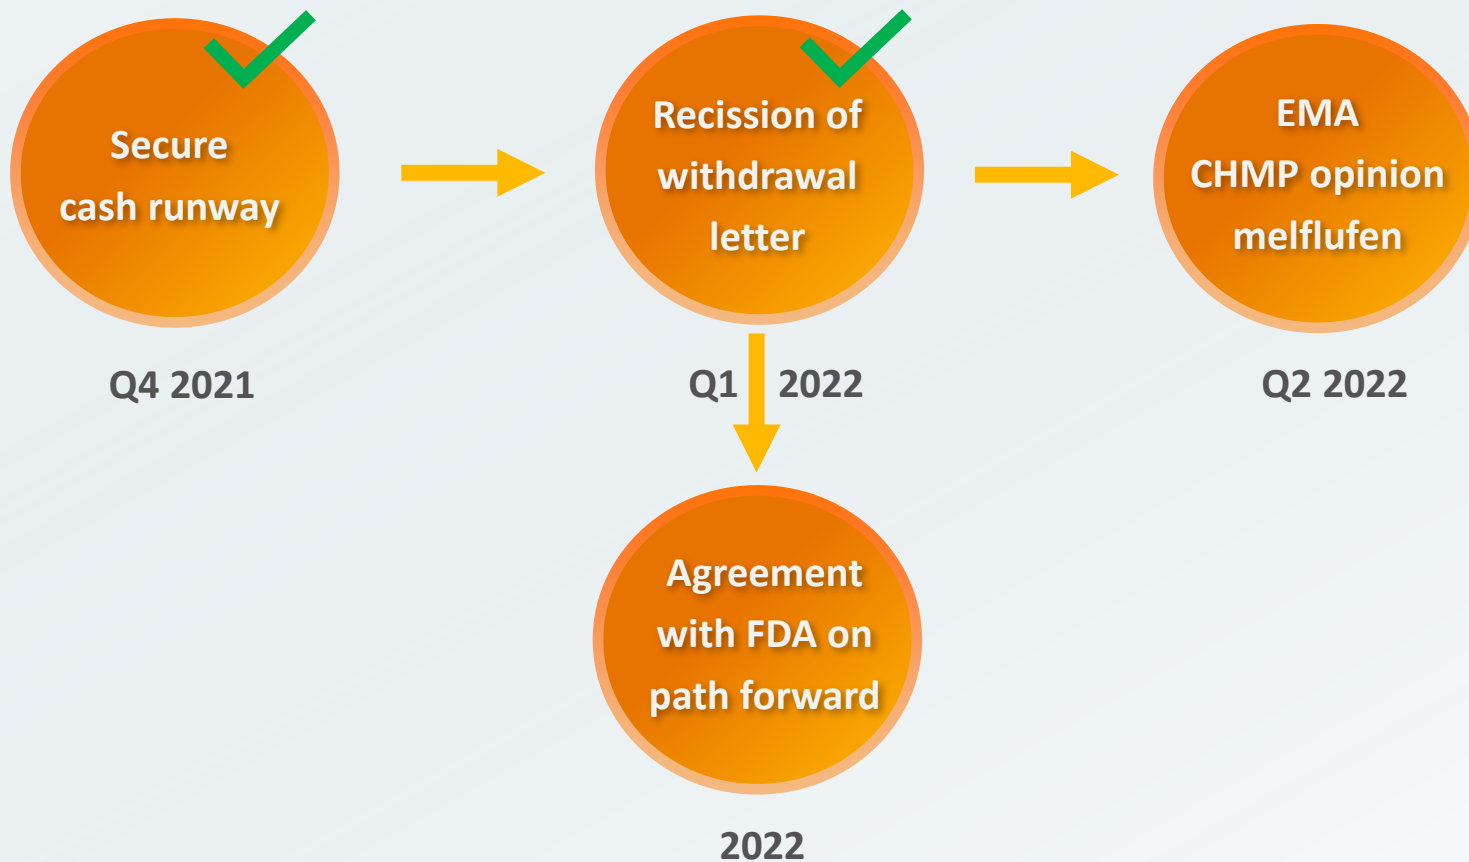 Secure
cash runway
Q4 2021
Recission of
withdrawal
letter
Q1 2022
EMA
CHMP opinion
melflufen
Q2 2022
Agreement
with FDA on
path forward
2022